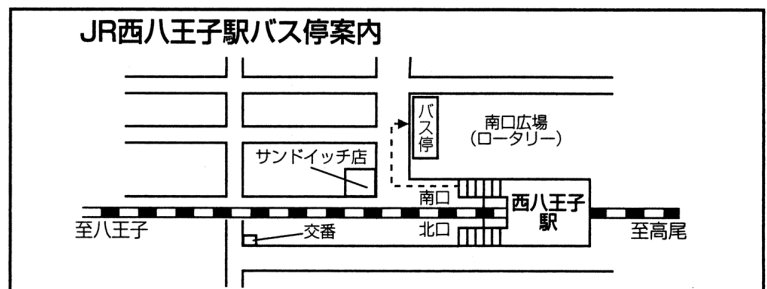 JR西八王子駅バス停案内
バス停
南口広場
(ロータリー)
サンドイッチ店
南口
西八王子
駅
至八王子
交番
北口
至高尾